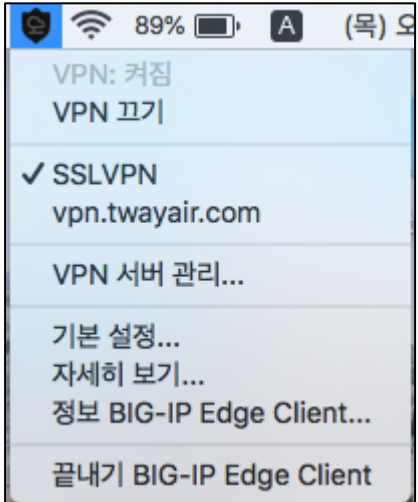 89% A (목) 오
VPN: 켜짐
VPN 끄기
✓ SSLVPN
vpn.twayair.com
VPN 서버 관리...
기본 설정...
자세히 보기...
정보 BIG-IP Edge Client...
끝내기 BIG-IP Edge Client